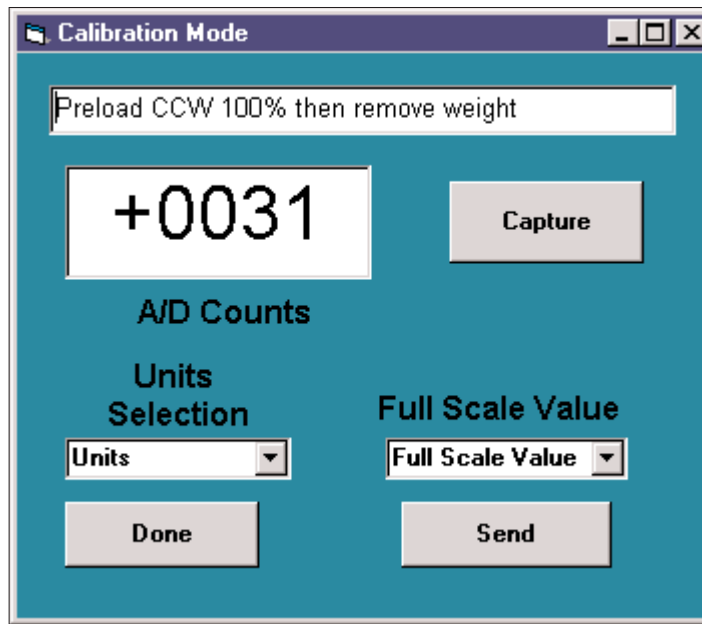 Calibration Mode
Preload CCW 100% then remove weight
+0031
Capture
A/D Counts
Units
Selection
Full Scale Value
Units
Full Scale Value
Done
Send